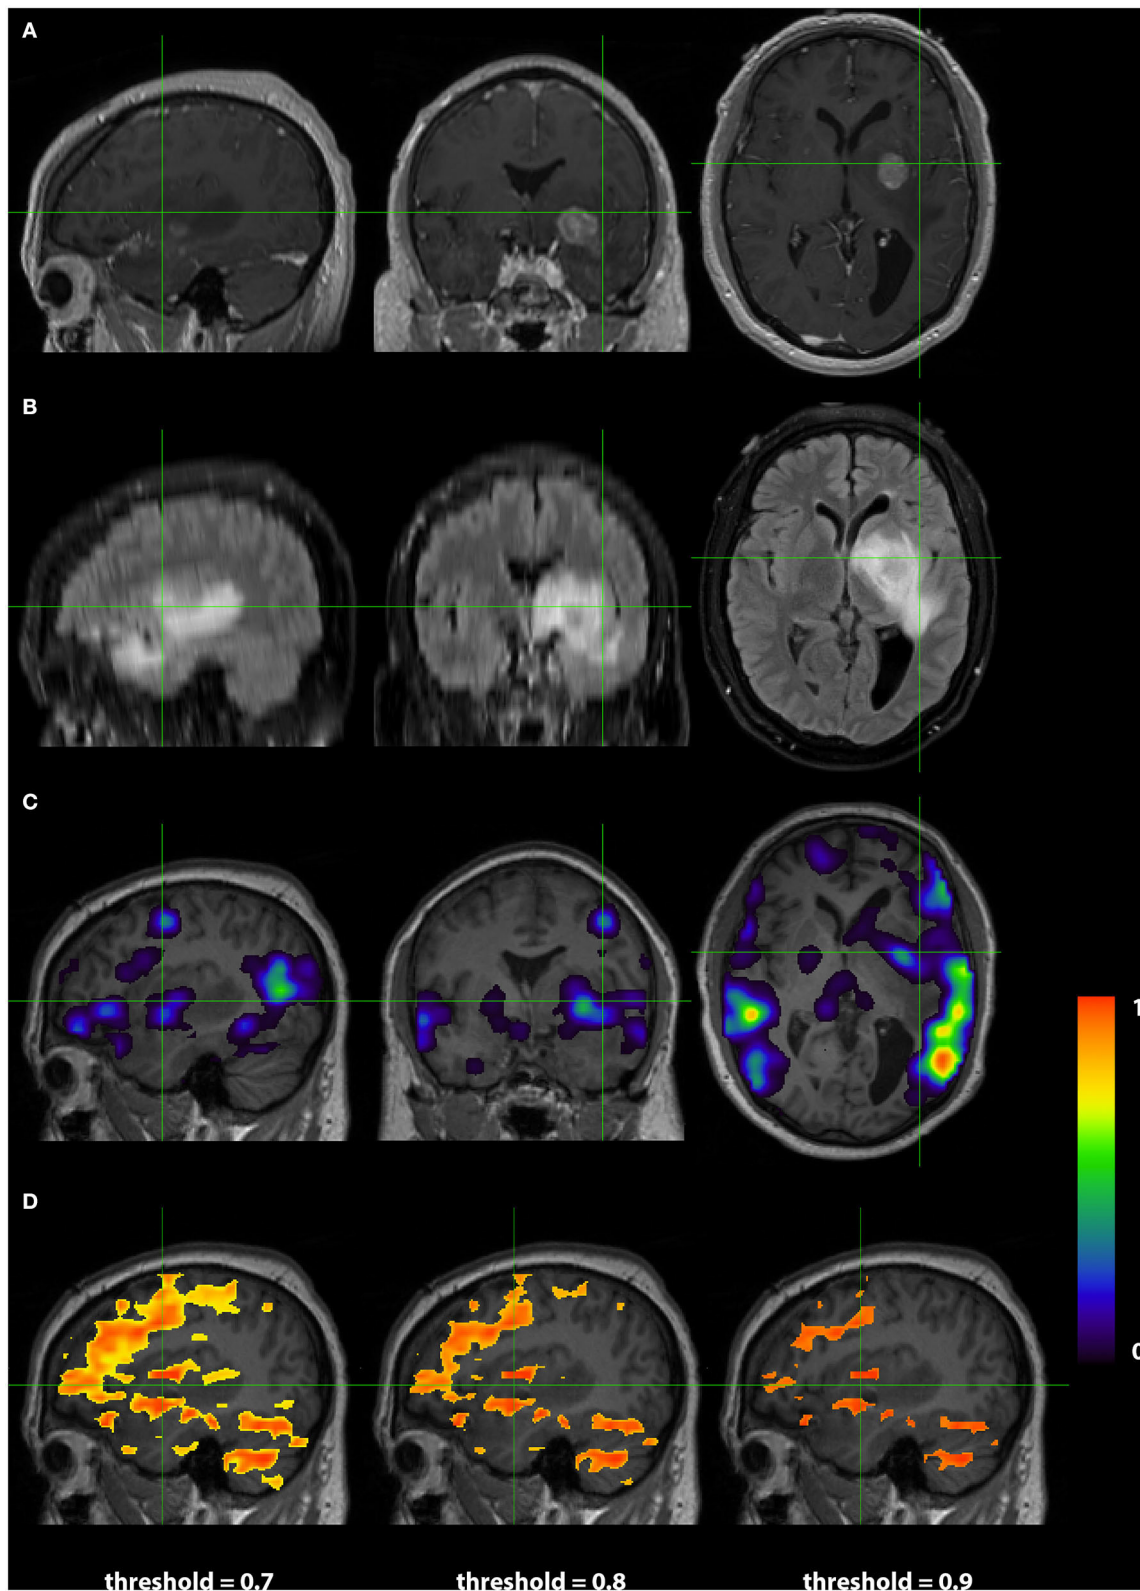 A
B
C
1
0
D
threshold = 0.7 threshold = 0.8 threshold = 0.9